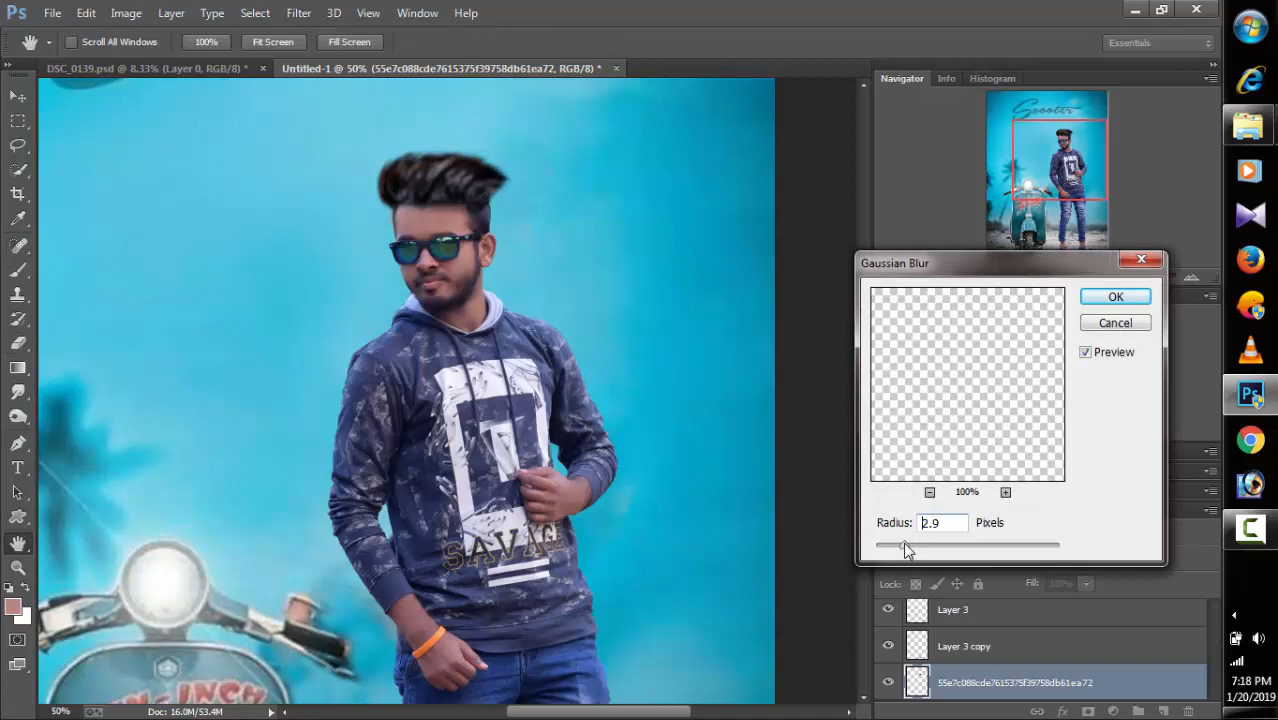 Ps File Edit Image Layer Type Select Filter 3D View Window Help
Scroll All Windows 100% Fit Screen Fill Screen Essentials
DSC_0139.psd @ 8.33% (Layer 0, RGB/8) * × Untitled-1 @ 50% (55e7c088cde7615375f39758db61ea72, RGB/8) * ×
Navigator Info Histogram
Scooter
Gaussian Blur
OK
Cancel
Preview
100%
Radius: 2.9 Pixels
SAVAGE
Lock: Fill: 100%
Layer 3
Layer 3 copy
55e7c088cde7615375f39758db61ea72
50% Doc: 16.0M/53.4M
7:18 PM
1/20/2019